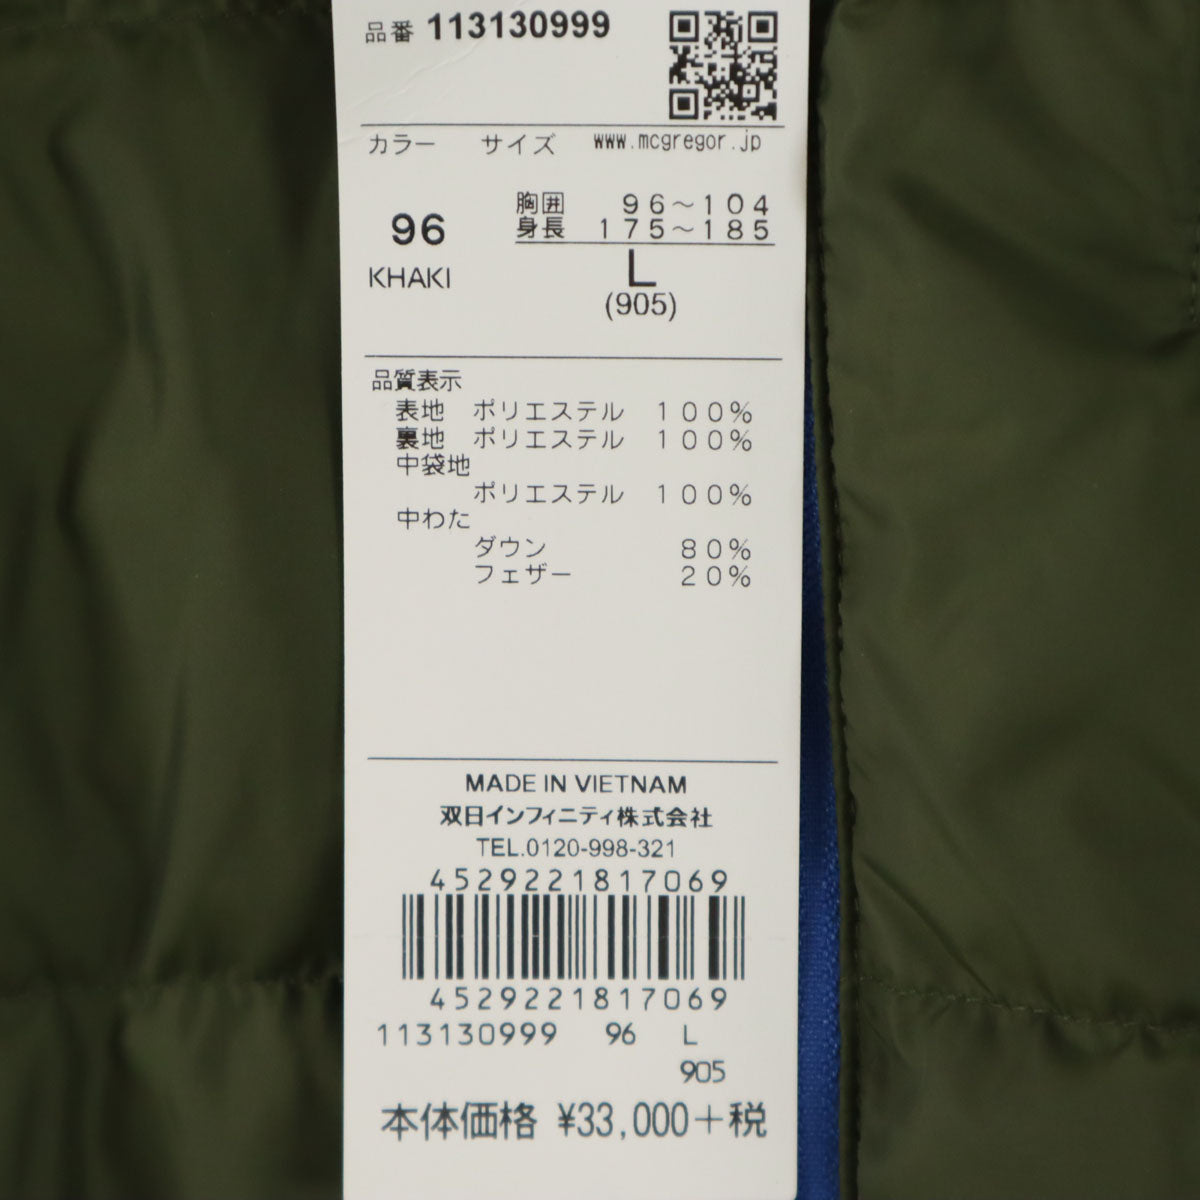 品番 113130999
カラー サイズ www.mcgregor.jp
胸囲 96～104
96 身長 175～185
KHAKI L
(905)
品質表示
表地 ポリエステル 100%
裏地 ポリエステル 100%
中袋地
ポリエステル 100%
中わた
ダウン 80%
フェザー 20%
MADE IN VIETNAM
双日インフィニティ株式会社
TEL.0120-998-321
4529221817069
4529221817069
113130999 96 L
905
本体価格 ¥33,000+税